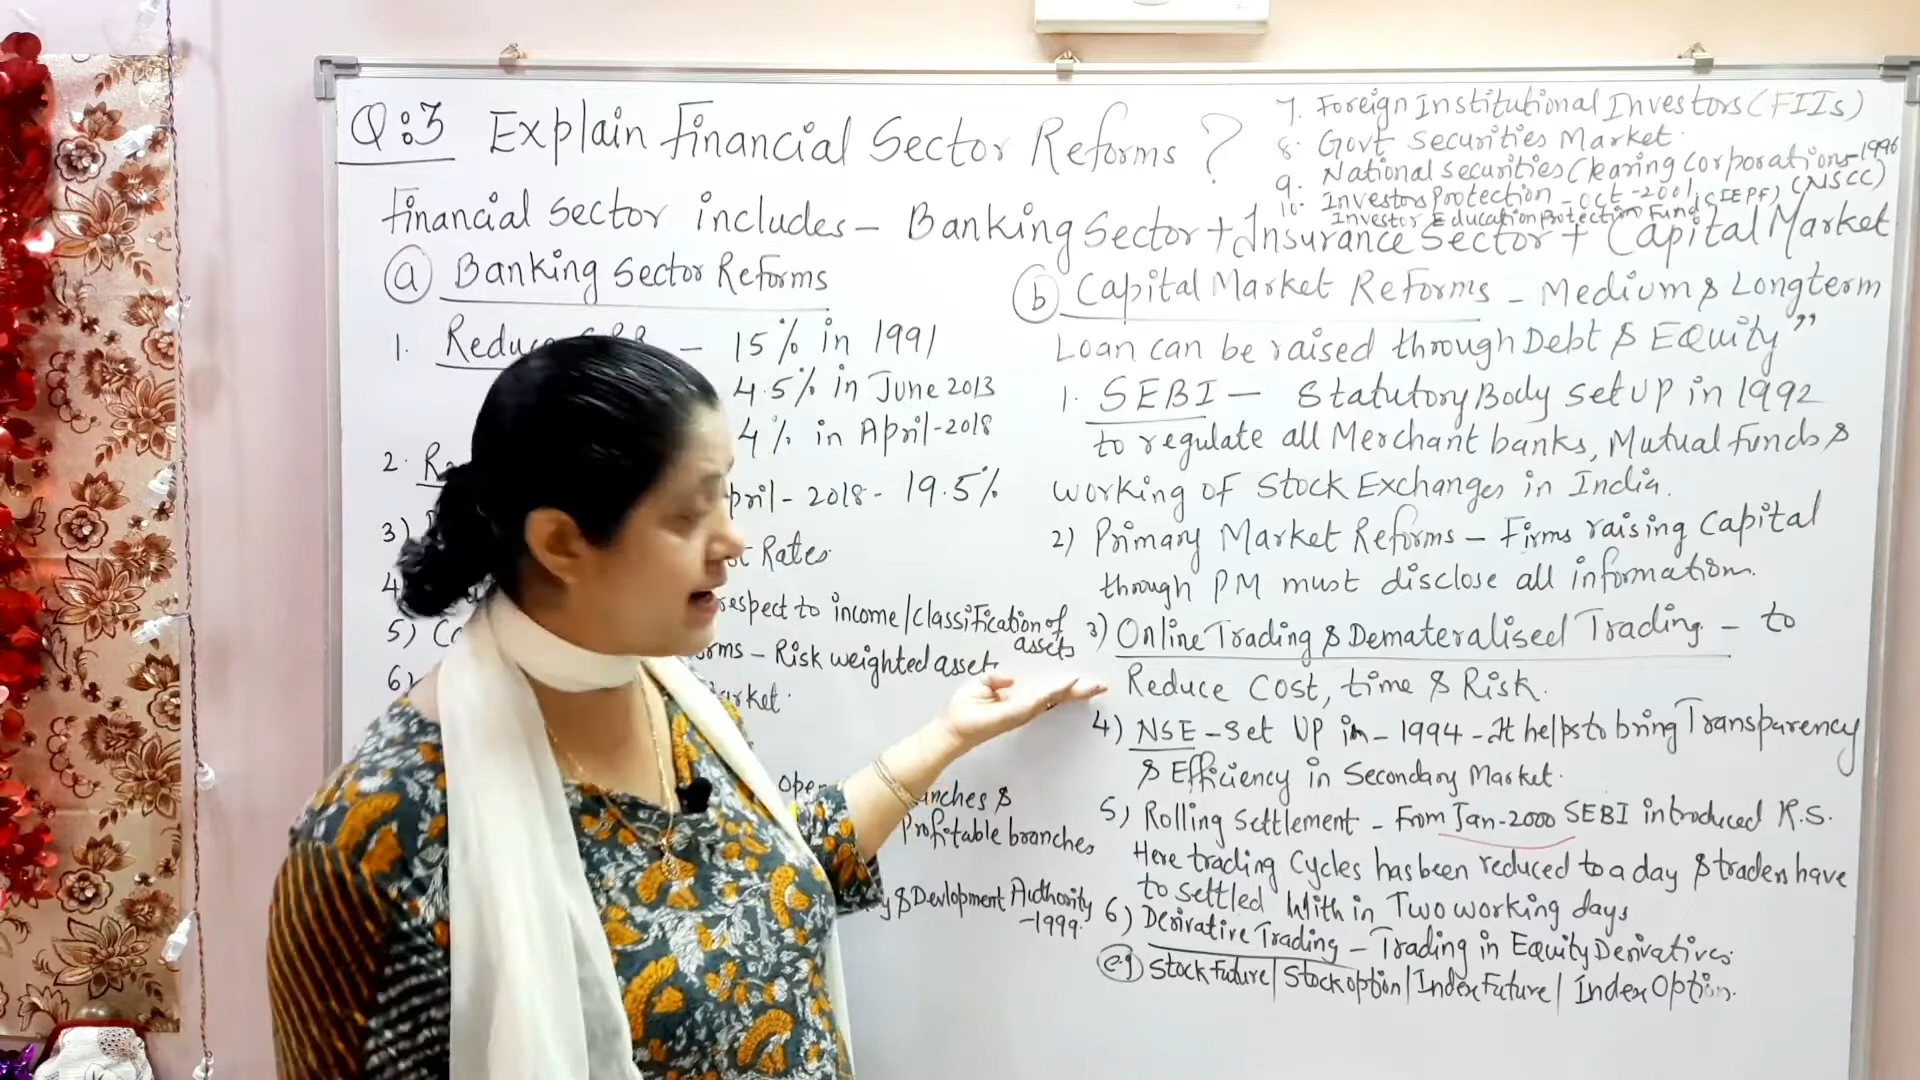 Q:3 Explain Financial Sector Reforms ?
Financial sector includes - Banking Sector + Insurance Sector + Capital Market
(a) Banking Sector Reforms
1. Reduce - 15% in 1991
4.5% in June 2013
4% in April-2018
2.
2018 - 19.5%
3)
Rates
4)
respect to income/classification of
assets
5)
- Risk weighted asset
6)
Profitable branches
& Devlopment Authority
-1999.
7. Foreign Institutional Investors (FIIs)
8. Govt Securities Market.
9. National Securities Clearing Corporations-1996
(NSCC)
10. Investors Protection - Oct-2001, (IEPF)
Investor Education Protection Fund
(b) Capital Market Reforms - Medium & Longterm
Loan can be raised through Debt & Equity"
1. SEBI - Statutory Body set up in 1992
to regulate all Merchant banks, Mutual funds &
working of Stock Exchanges in India.
2) Primary Market Reforms - Firms raising Capital
through PM must disclose all information.
3) Online Trading & Demateralised Trading - to
Reduce Cost, time & Risk.
4) NSE - Set Up in - 1994 - It helps to bring Transparency
& Efficiency in Secondary Market.
5) Rolling Settlement - From Jan-2000 SEBI introduced R.S.
Here trading Cycles has been reduced to a day & traders have
to settled With in Two working days
6) Derivative Trading - Trading in Equity Derivatives.
(e.g) Stock Future/Stock option/Index Future/Index Option.